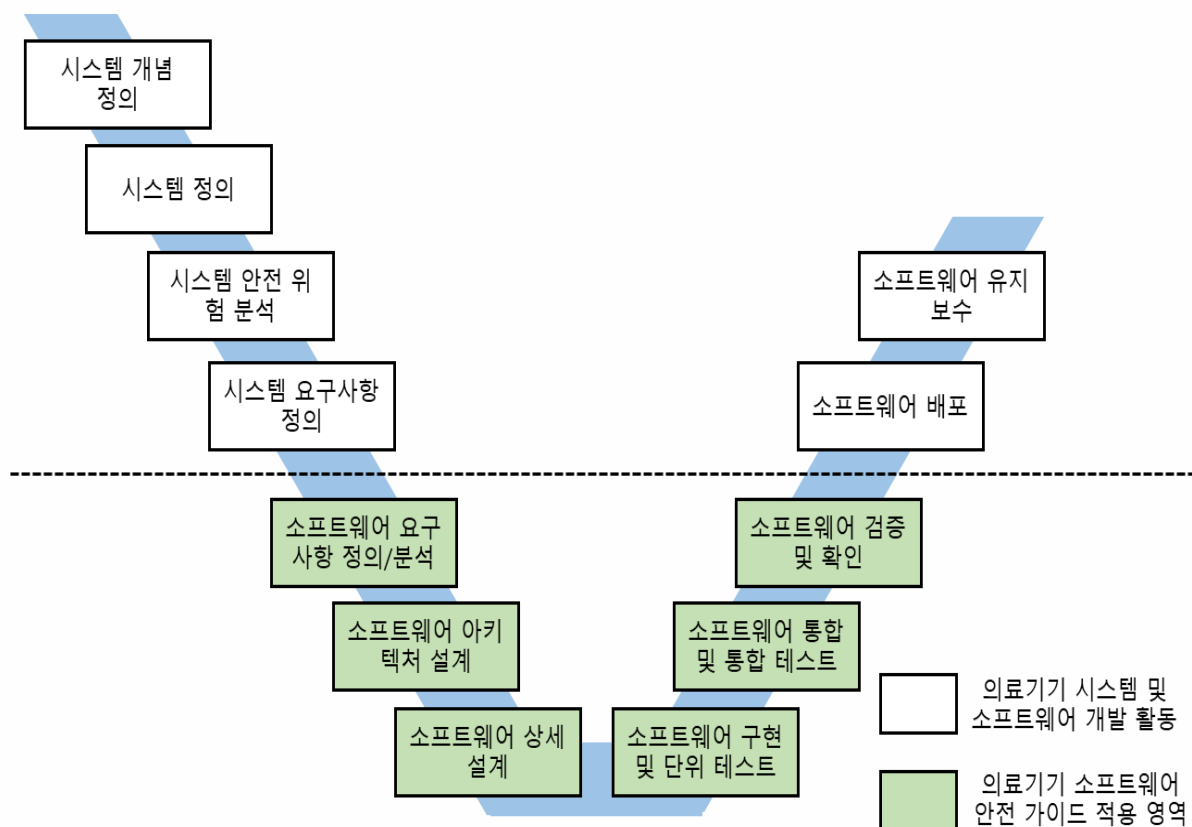 시스템 개념
정의
시스템 정의
시스템 안전 위
험 분석
시스템 요구사항
정의
소프트웨어 요구
사항 정의/분석
소프트웨어 아키
텍처 설계
소프트웨어 상세
설계
소프트웨어 구현
및 단위 테스트
소프트웨어 통합
및 통합 테스트
소프트웨어 검증
및 확인
소프트웨어 배포
소프트웨어 유지
보수
의료기기 시스템 및
소프트웨어 개발 활동
의료기기 소프트웨어
안전 가이드 적용 영역